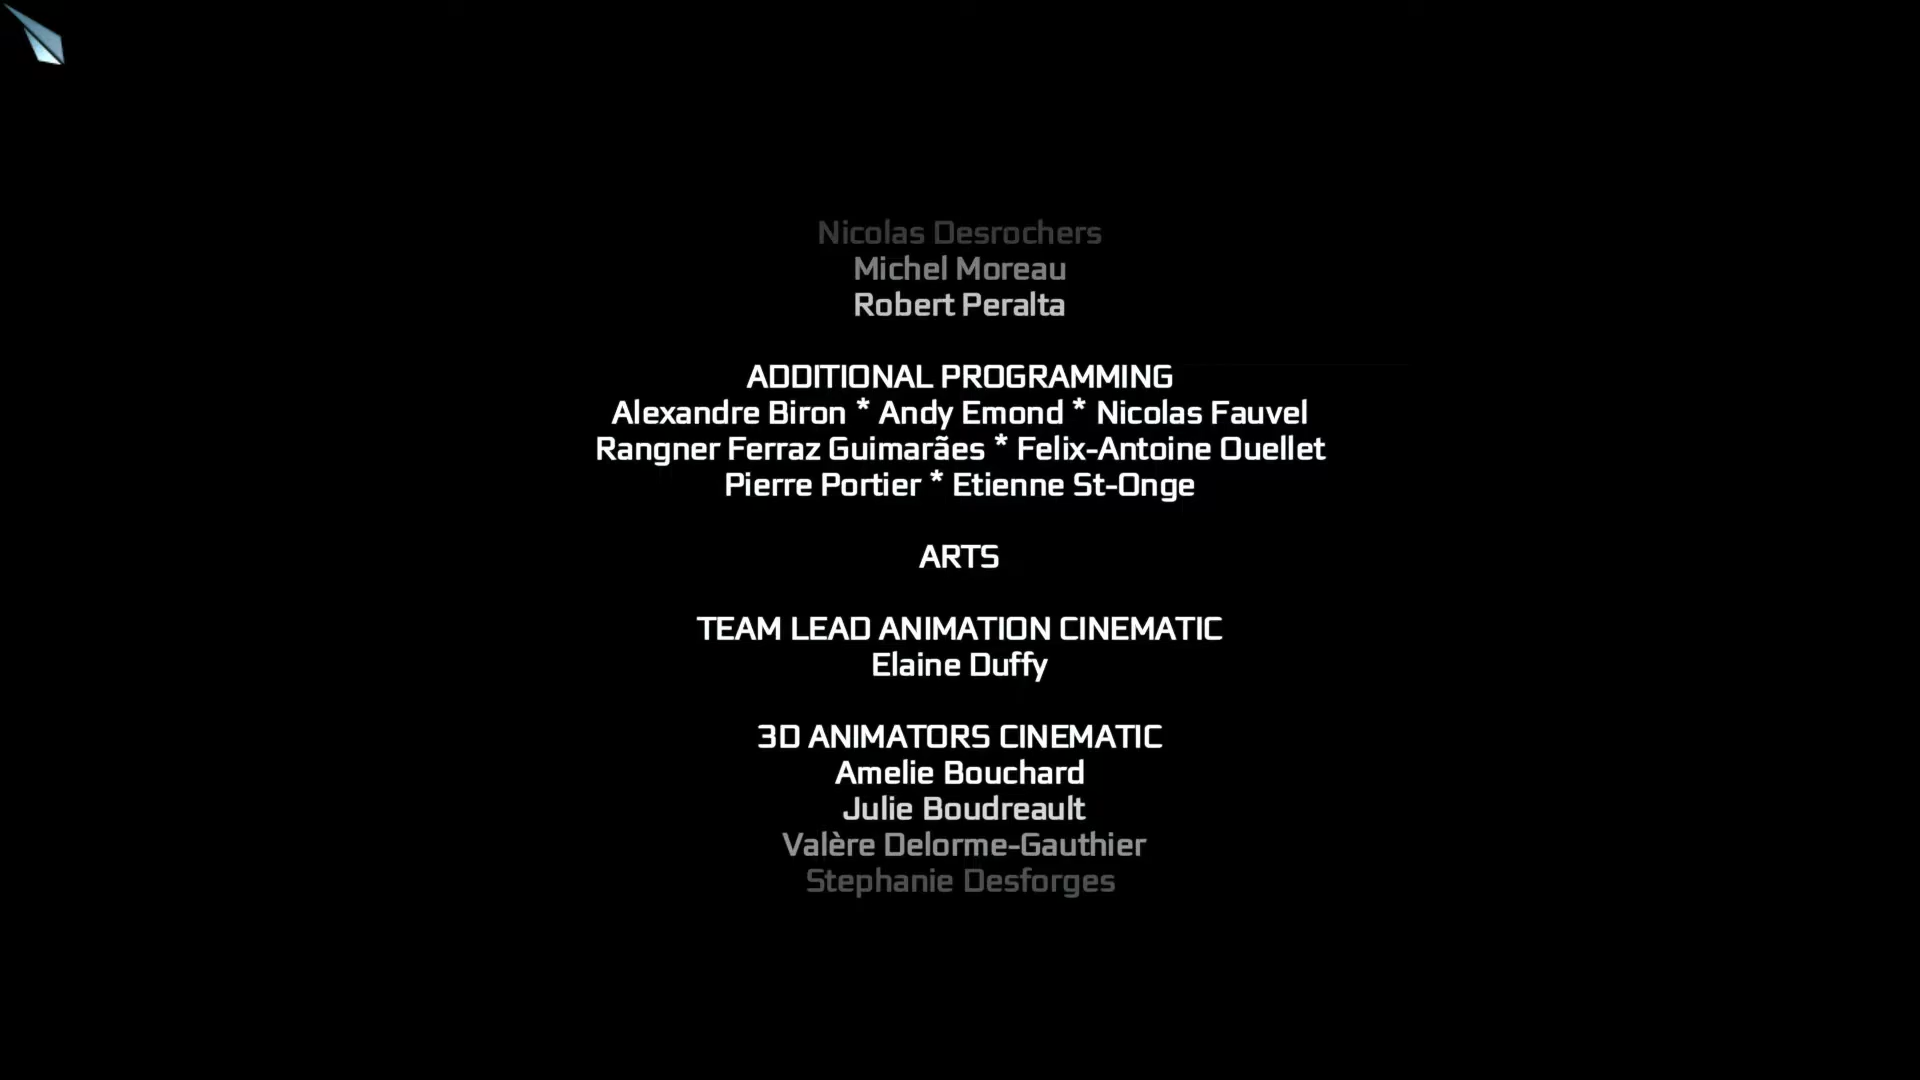 Nicolas Desrochers
Michel Moreau
Robert Peralta
ADDITIONAL PROGRAMMING
Alexandre Biron * Andy Emond * Nicolas Fauvel
Rangner Ferraz Guimarães * Felix-Antoine Ouellet
Pierre Portier * Etienne St-Onge
ARTS
TEAM LEAD ANIMATION CINEMATIC
Elaine Duffy
3D ANIMATORS CINEMATIC
Amelie Bouchard
Julie Boudreault
Valère Delorme-Gauthier
Stephanie Desforges